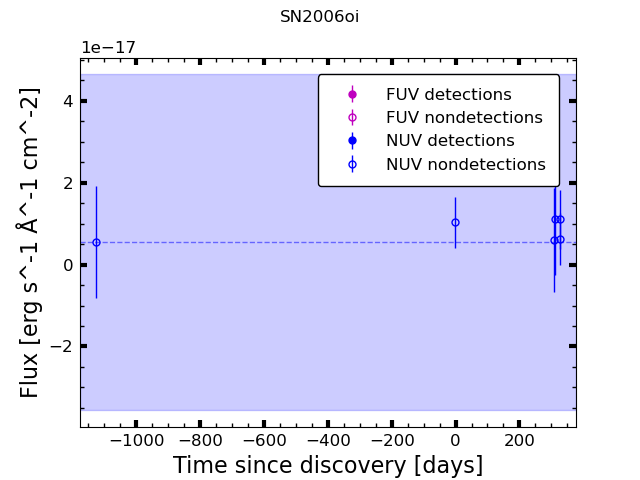 SN2006oi
1e−17
FUV detections
FUV nondetections
NUV detections
NUV nondetections
4
2
0
−2
Flux [erg s^-1 Å^-1 cm^-2]
−1000 −800 −600 −400 −200 0 200
Time since discovery [days]